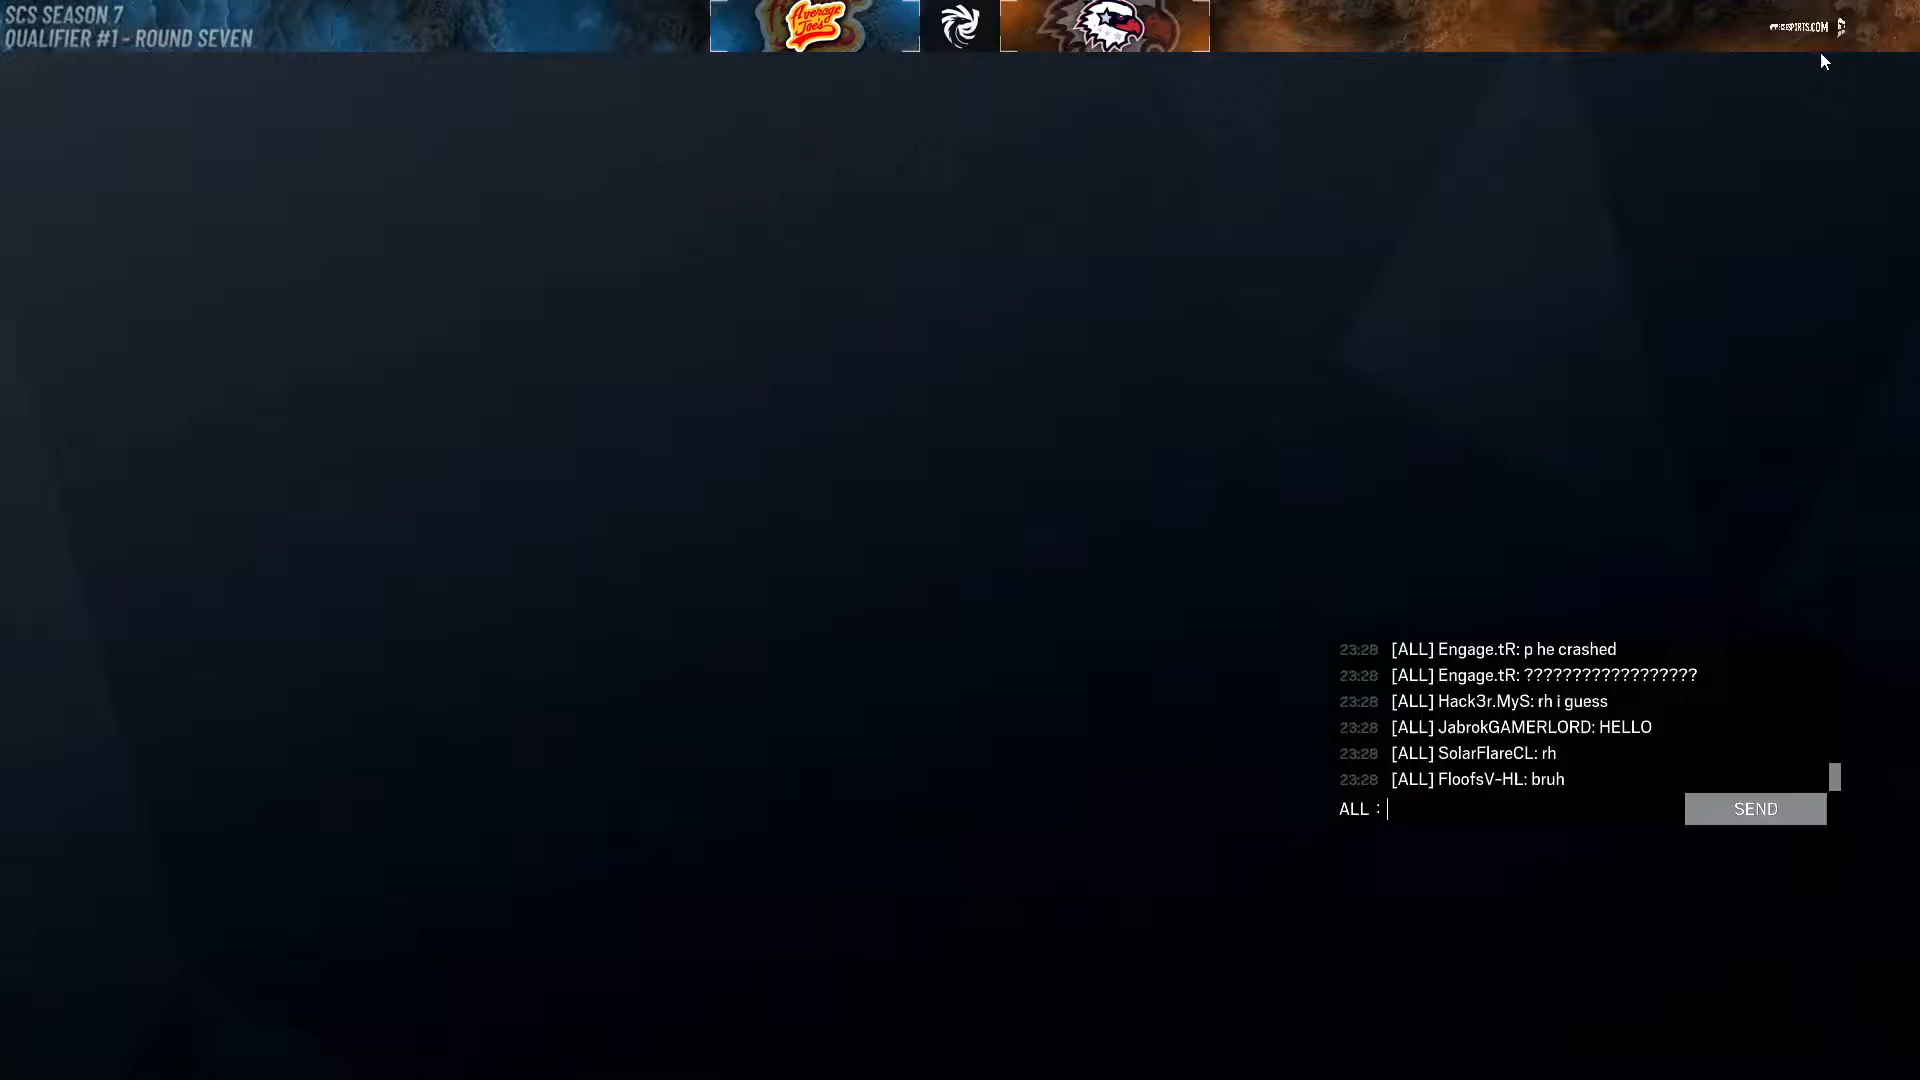 SCS SEASON 7
QUALIFIER #1 - ROUND SEVEN
Average
Joe's
23:28 [ALL] Engage.tR: p he crashed
23:28 [ALL] Engage.tR: ??????????????????
23:28 [ALL] Hack3r.MyS: rh i guess
23:28 [ALL] JabrokGAMERLORD: HELLO
23:28 [ALL] SolarFlareCL: rh
23:28 [ALL] FloofsV-HL: bruh
ALL :
SEND